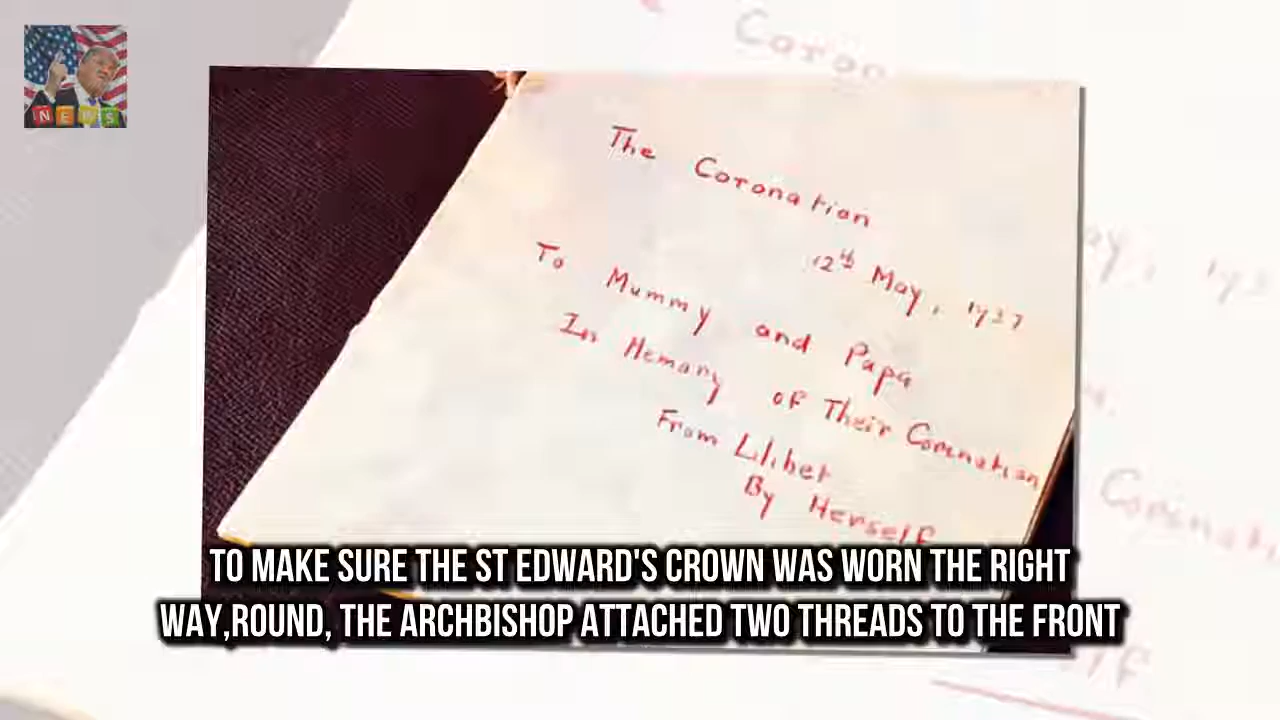 NEWS
Coron
The Coronation
12th May, 1937
To Mummy and Papa
In Memory of Their Coronation
From Lilibet
By Herself
TO MAKE SURE THE ST EDWARD'S CROWN WAS WORN THE RIGHT
WAY,ROUND, THE ARCHBISHOP ATTACHED TWO THREADS TO THE FRONT